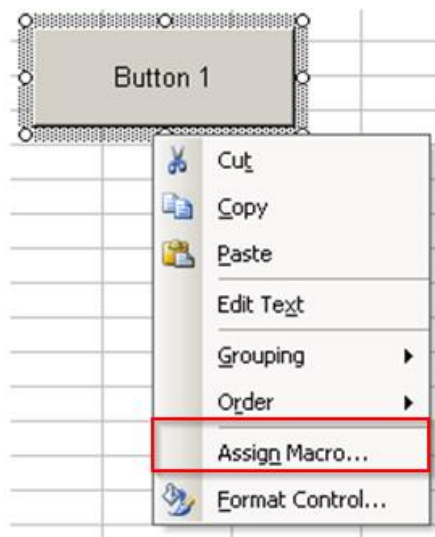 Button 1
Cut
Copy
Paste
Edit Text
Grouping
Order
Assign Macro...
Format Control...